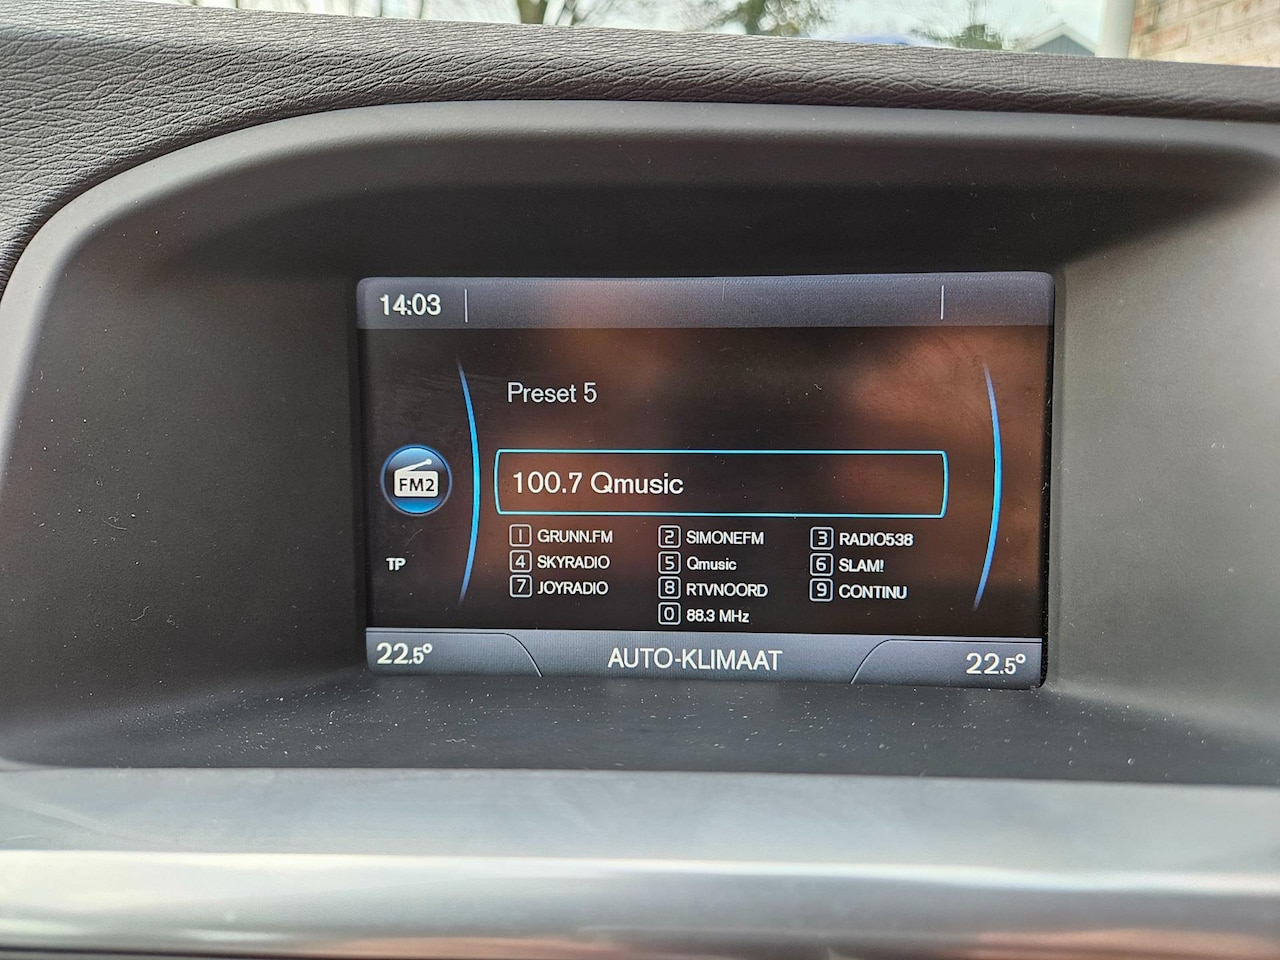 14:03
Preset 5
100.7 Qmusic
FM2
TP
1 GRUNN.FM 2 SIMONEFM 3 RADIO538
4 SKYRADIO 5 Qmusic 6 SLAM!
7 JOYRADIO 8 RTVNOORD 9 CONTINU
0 88.3 MHz
22.5° AUTO-KLIMAAT 22.5°